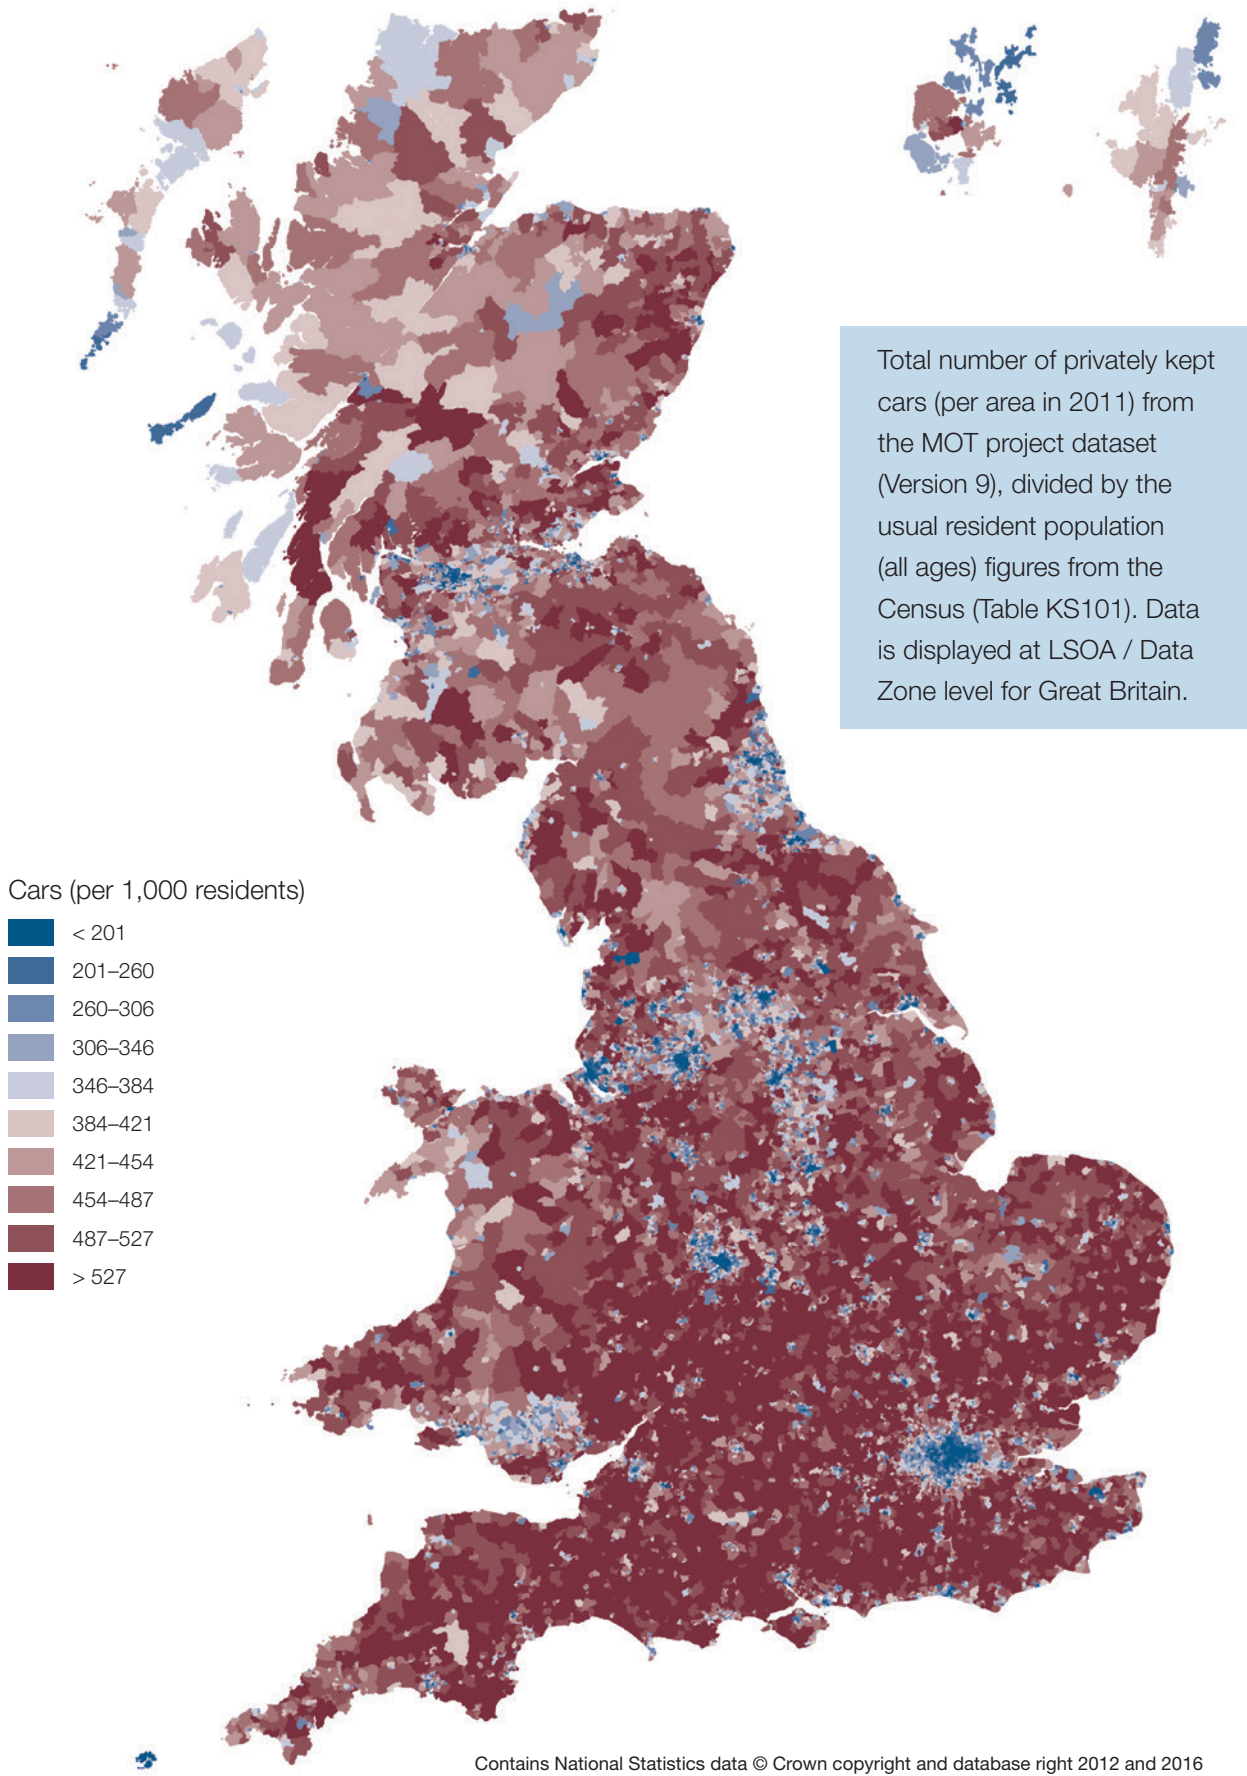 Total number of privately kept
cars (per area in 2011) from
the MOT project dataset
(Version 9), divided by the
usual resident population
(all ages) figures from the
Census (Table KS101). Data
is displayed at LSOA / Data
Zone level for Great Britain.
Cars (per 1,000 residents)
< 201
201–260
260–306
306–346
346–384
384–421
421–454
454–487
487–527
> 527
Contains National Statistics data © Crown copyright and database right 2012 and 2016